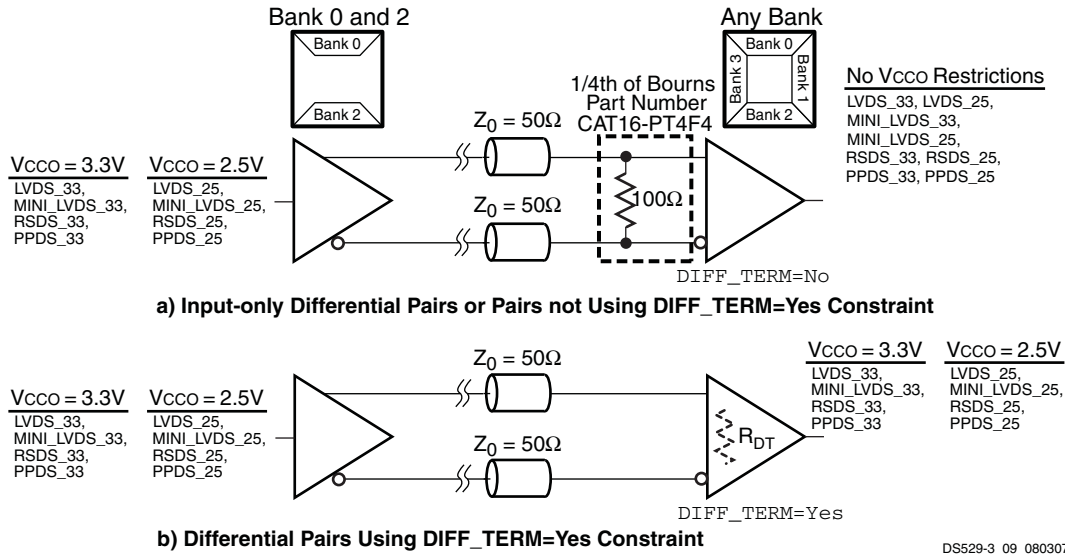 Bank 0 and 2
Bank 0
Bank 2
Any Bank
Bank 0
Bank 3
Bank 1
Bank 2
No VCCO Restrictions
LVDS_33, LVDS_25,
MINI_LVDS_33,
MINI_LVDS_25,
RSDS_33, RSDS_25,
PPDS_33, PPDS_25
1/4th of Bourns
Part Number
CAT16-PT4F4
Z0 = 50Ω
VCCO = 3.3V
LVDS_33,
MINI_LVDS_33,
RSDS_33,
PPDS_33
VCCO = 2.5V
LVDS_25,
MINI_LVDS_25,
RSDS_25,
PPDS_25
Z0 = 50Ω
100Ω
DIFF_TERM=No
a) Input-only Differential Pairs or Pairs not Using DIFF_TERM=Yes Constraint
VCCO = 3.3V
LVDS_33,
MINI_LVDS_33,
RSDS_33,
PPDS_33
VCCO = 2.5V
LVDS_25,
MINI_LVDS_25,
RSDS_25,
PPDS_25
Z0 = 50Ω
Z0 = 50Ω
RDT
VCCO = 3.3V
LVDS_33,
MINI_LVDS_33,
RSDS_33,
PPDS_33
VCCO = 2.5V
LVDS_25,
MINI_LVDS_25,
RSDS_25,
PPDS_25
DIFF_TERM=Yes
b) Differential Pairs Using DIFF_TERM=Yes Constraint
DS529-3_09_080307